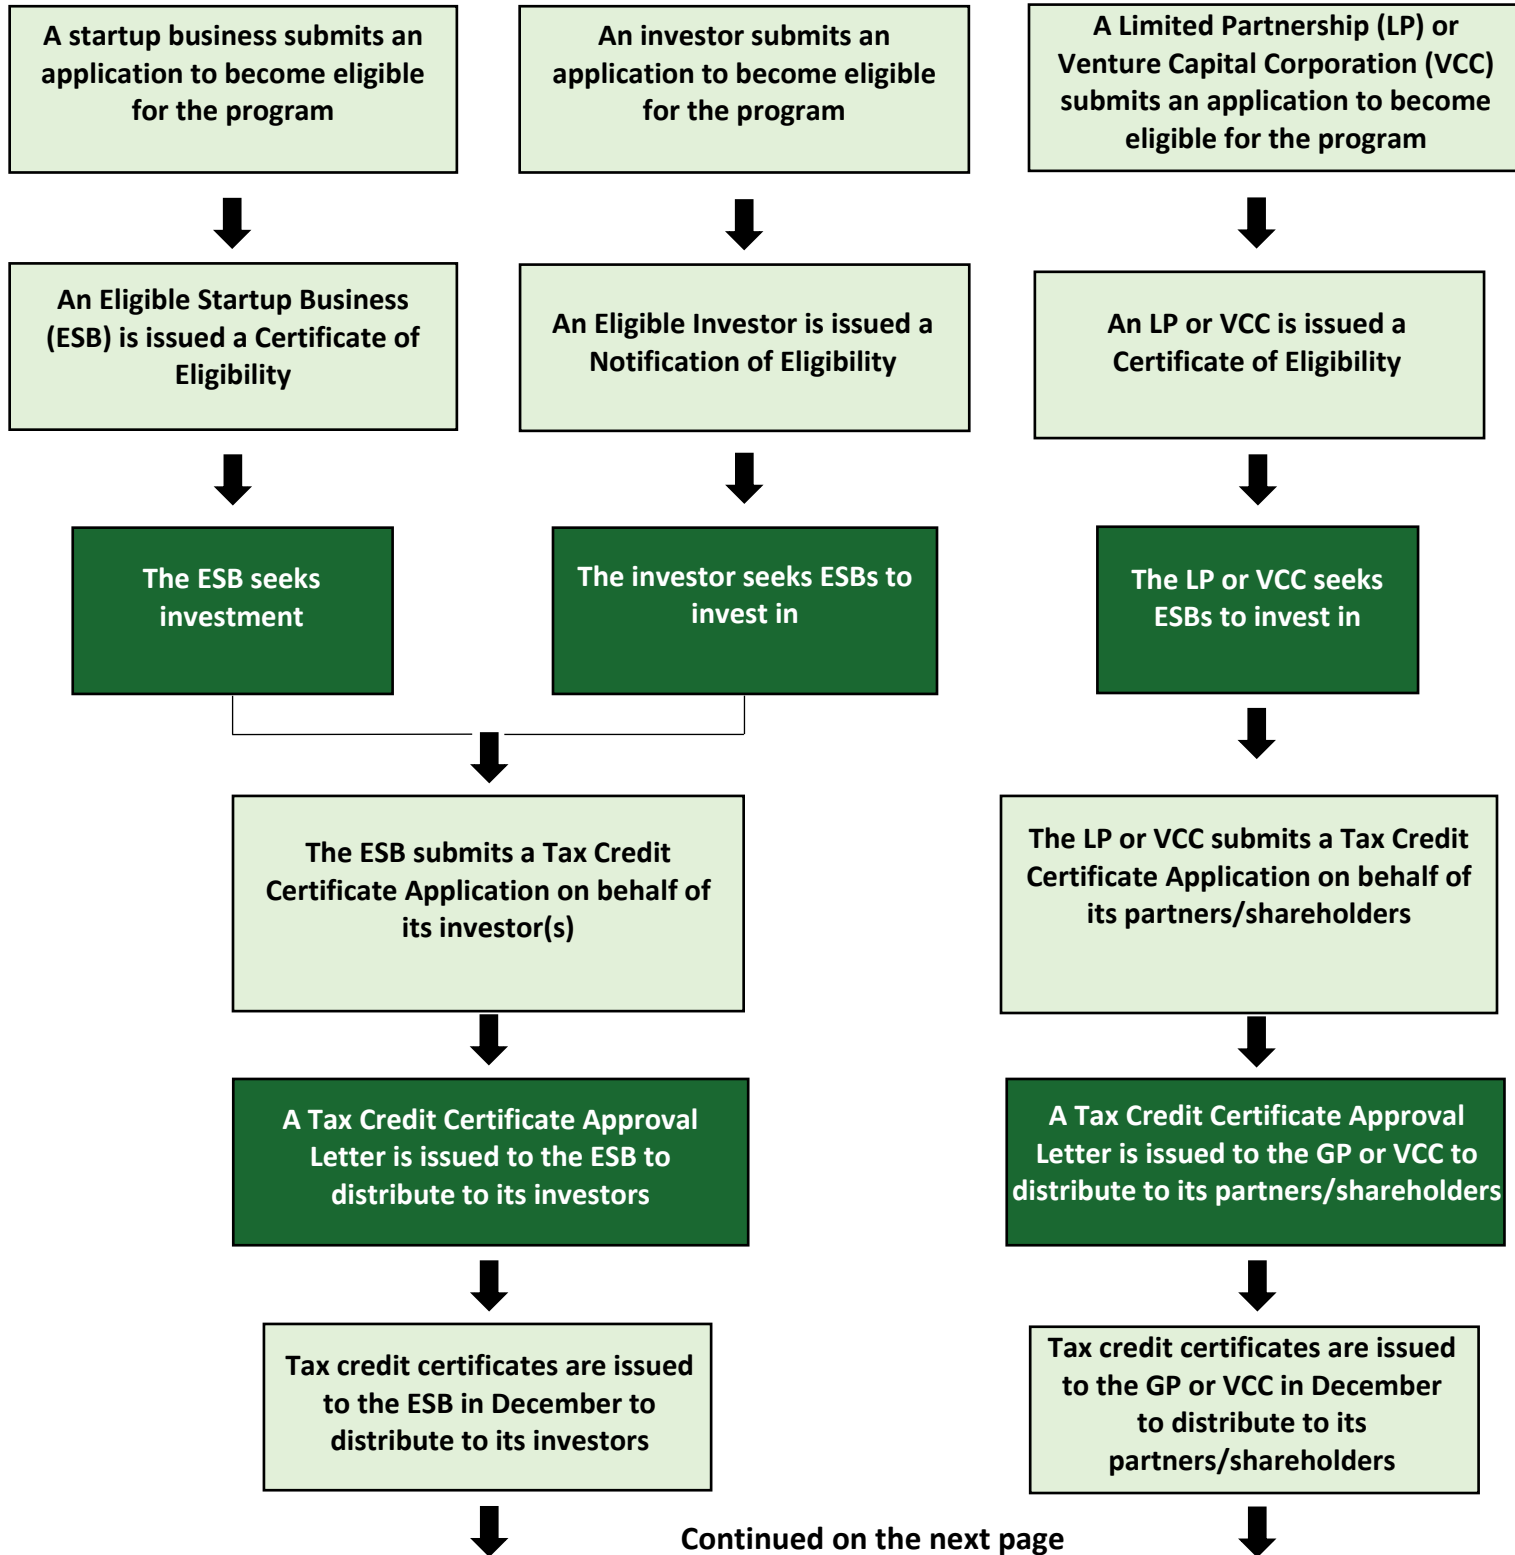 A startup business submits an
application to become eligible
for the program
An investor submits an
application to become eligible
for the program
A Limited Partnership (LP) or
Venture Capital Corporation (VCC)
submits an application to become
eligible for the program
An Eligible Startup Business
(ESB) is issued a Certificate of
Eligibility
An Eligible Investor is issued a
Notification of Eligibility
An LP or VCC is issued a
Certificate of Eligibility
The ESB seeks
investment
The investor seeks ESBs to
invest in
The LP or VCC seeks
ESBs to invest in
The ESB submits a Tax Credit
Certificate Application on behalf of
its investor(s)
The LP or VCC submits a Tax Credit
Certificate Application on behalf of
its partners/shareholders
A Tax Credit Certificate Approval
Letter is issued to the ESB to
distribute to its investors
A Tax Credit Certificate Approval
Letter is issued to the GP or VCC to
distribute to its partners/shareholders
Tax credit certificates are issued
to the ESB in December to
distribute to its investors
Tax credit certificates are issued
to the GP or VCC in December
to distribute to its
partners/shareholders
Continued on the next page